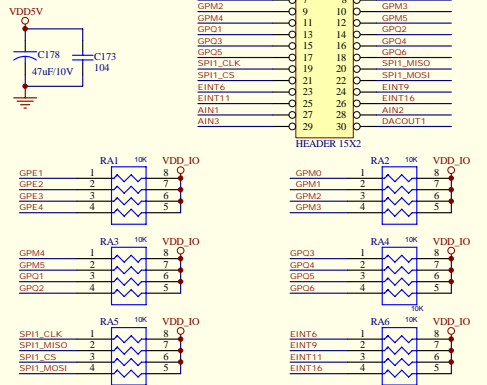 7 8
GPM2 9 10 GPM3
VDD5V
GPM4 11 12 GPM5
GPQ1 13 14 GPQ2
GPQ3 15 16 GPQ4
C178 C173
GPQ5 17 18 GPQ6
47uF/10V 104
SPI1_CLK 19 20 SPI1_MISO
SPI1_CS 21 22 SPI1_MOSI
EINT6 23 24 EINT9
EINT11 25 26 EINT16
AIN1 27 28 AIN2
AIN3 29 30 DACOUT1
HEADER 15X2
RA1 10K VDD_IO RA2 10K VDD_IO
GPE1 1 8 GPM0 1 8
GPE2 2 7 GPM1 2 7
GPE3 3 6 GPM2 3 6
GPE4 4 5 GPM3 4 5
RA3 10K VDD_IO RA4 10K VDD_IO
GPM4 1 8 GPQ3 1 8
GPM5 2 7 GPQ4 2 7
GPQ1 3 6 GPQ5 3 6
GPQ2 4 5 GPQ6 4 5
10K
RA5 10K VDD_IO RA6 10K VDD_IO
SPI1_CLK 1 8 EINT6 1 8
SPI1_MISO 2 7 EINT9 2 7
SPI1_CS 3 6 EINT11 3 6
SPI1_MOSI 4 5 EINT16 4 5